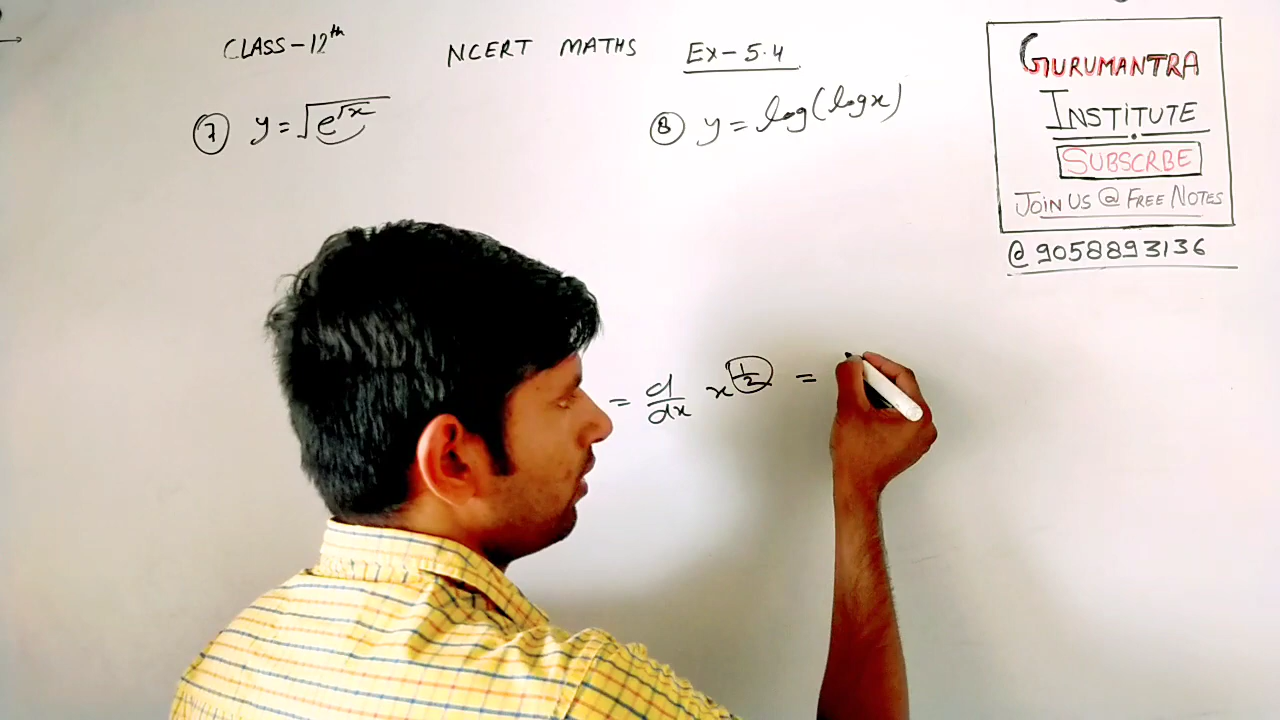 CLASS-12th NCERT MATHS Ex-5.4
⑦ y = √(e^√x) ⑧ y = log(logx)
= d/dx x^(1/2) =
GURUMANTRA
INSTITUTE
SUBSCRBE
JOIN US @ FREE NOTES
@ 9058893136